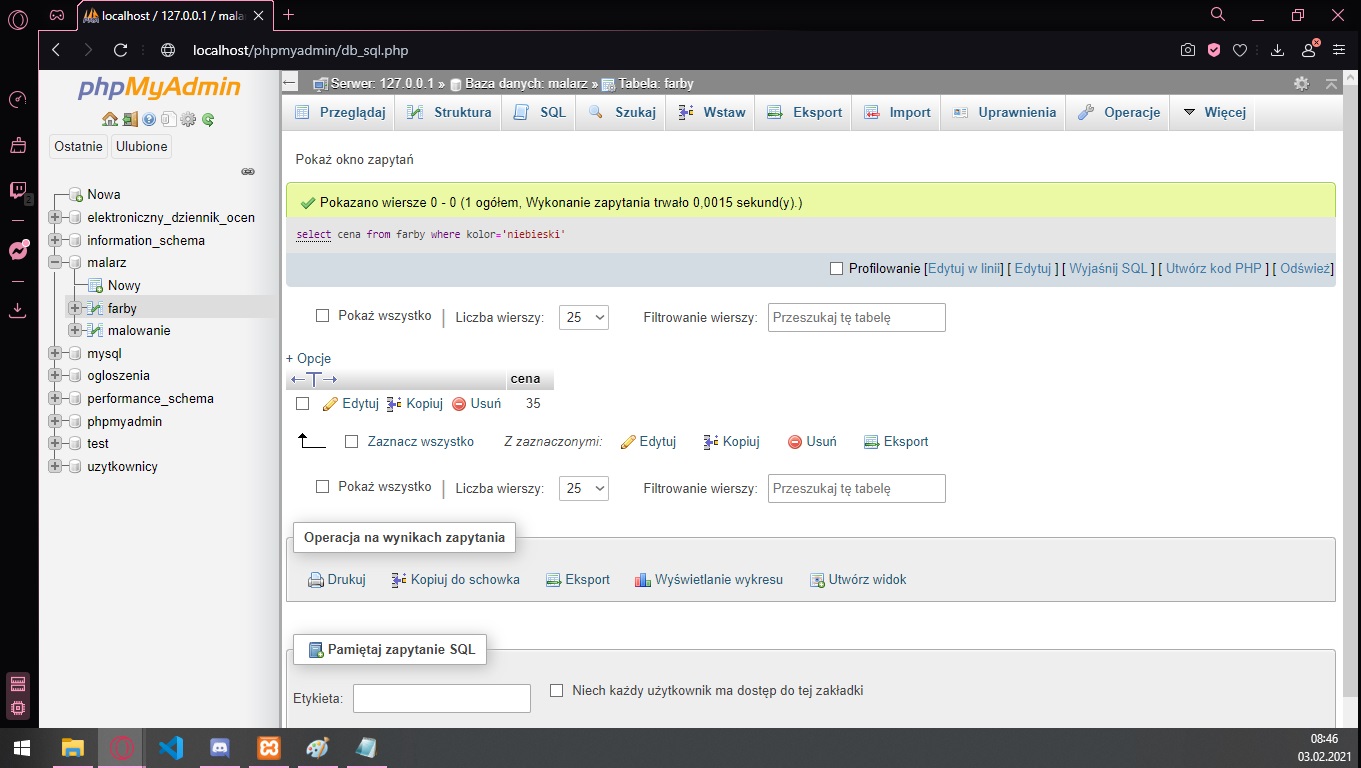 localhost / 127.0.0.1 / mala
localhost/phpmyadmin/db_sql.php
phpMyAdmin
Ostatnie Ulubione
Nowa
elektroniczny_dziennik_ocen
information_schema
malarz
Nowy
farby
malowanie
mysql
ogloszenia
performance_schema
phpmyadmin
test
uzytkownicy
Serwer: 127.0.0.1 » Baza danych: malarz » Tabela: farby
Przeglądaj Struktura SQL Szukaj Wstaw Eksport Import Uprawnienia Operacje Więcej
Pokaż okno zapytań
Pokazano wiersze 0 - 0 (1 ogółem, Wykonanie zapytania trwało 0,0015 sekund(y).)
select cena from farby where kolor='niebieski'
Profilowanie [Edytuj w linii] [ Edytuj ] [ Wyjaśnij SQL ] [ Utwórz kod PHP ] [ Odśwież]
Pokaż wszystko | Liczba wierszy: 25 Filtrowanie wierszy: Przeszukaj tę tabelę
+ Opcje
←T→ cena
Edytuj Kopiuj Usuń 35
Zaznacz wszystko Z zaznaczonymi: Edytuj Kopiuj Usuń Eksport
Pokaż wszystko | Liczba wierszy: 25 Filtrowanie wierszy: Przeszukaj tę tabelę
Operacja na wynikach zapytania
Drukuj Kopiuj do schowka Eksport Wyświetlanie wykresu Utwórz widok
Pamiętaj zapytanie SQL
Etykieta: Niech każdy użytkownik ma dostęp do tej zakładki
08:46
03.02.2021